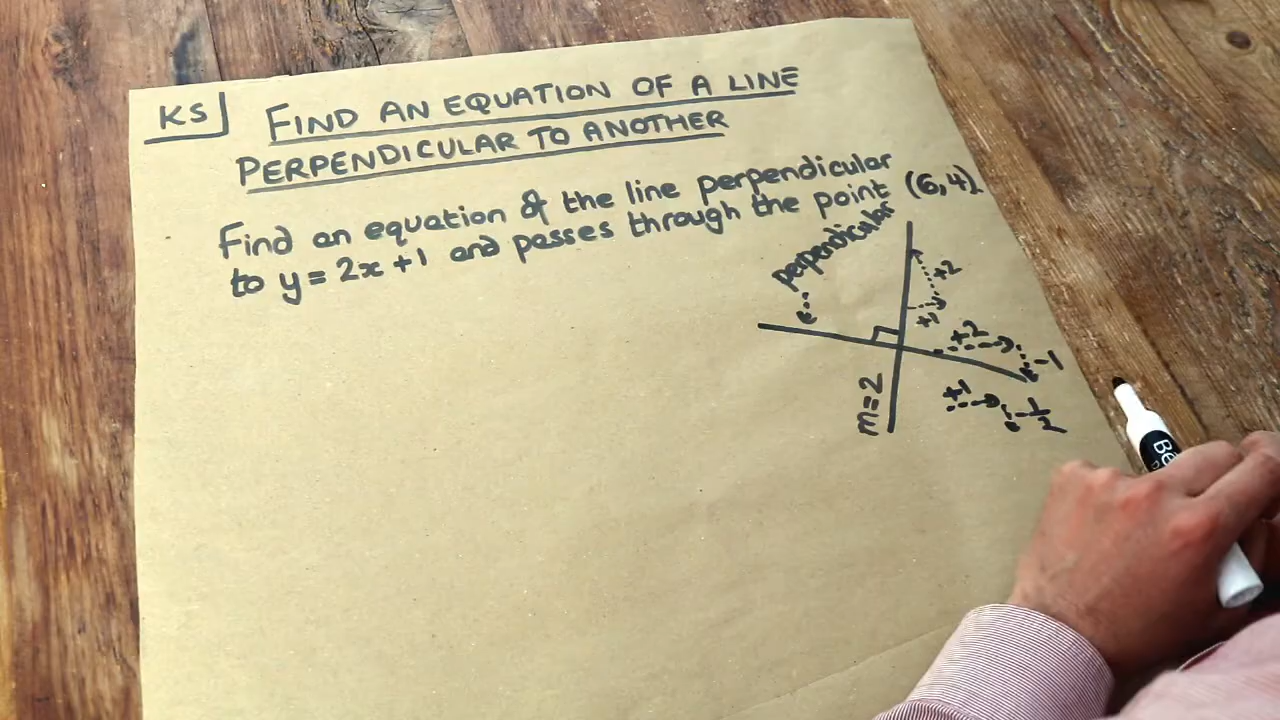 KS
FIND AN EQUATION OF A LINE
PERPENDICULAR TO ANOTHER
Find an equation of the line perpendicular
to y = 2x + 1 and passes through the point (6,4).
perpendicular
+2
+1
+2
-1
m=2
+1
-1/2
Be